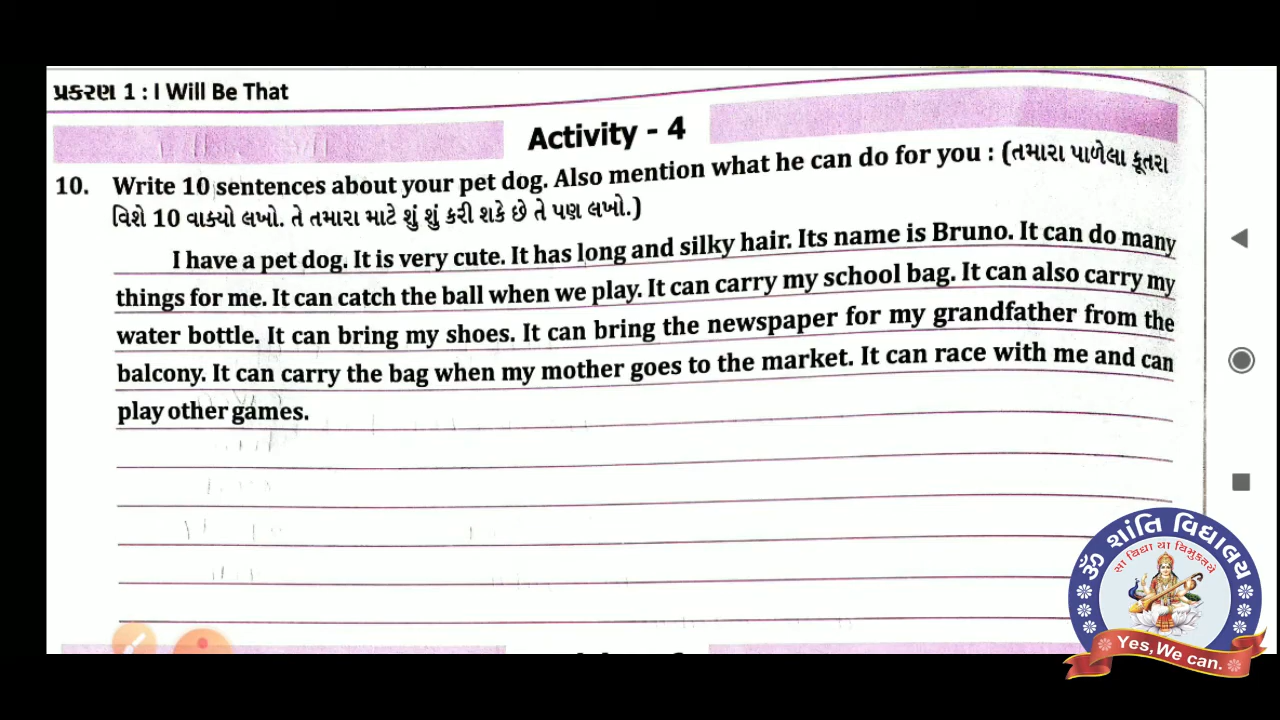 પ્રકરણ 1 : I Will Be That
Activity - 4
10. Write 10 sentences about your pet dog. Also mention what he can do for you : (તમારા પાળેલા કૂતરા
વિશે 10 વાક્યો લખો. તે તમારા માટે શું શું કરી શકે છે તે પણ લખો.)
I have a pet dog. It is very cute. It has long and silky hair. Its name is Bruno. It can do many
things for me. It can catch the ball when we play. It can carry my school bag. It can also carry my
water bottle. It can bring my shoes. It can bring the newspaper for my grandfather from the
balcony. It can carry the bag when my mother goes to the market. It can race with me and can
play other games.
ૐ શાંતિ વિદ્યાલય
સા વિદ્યા યા વિમુક્તયે
Yes, We can.